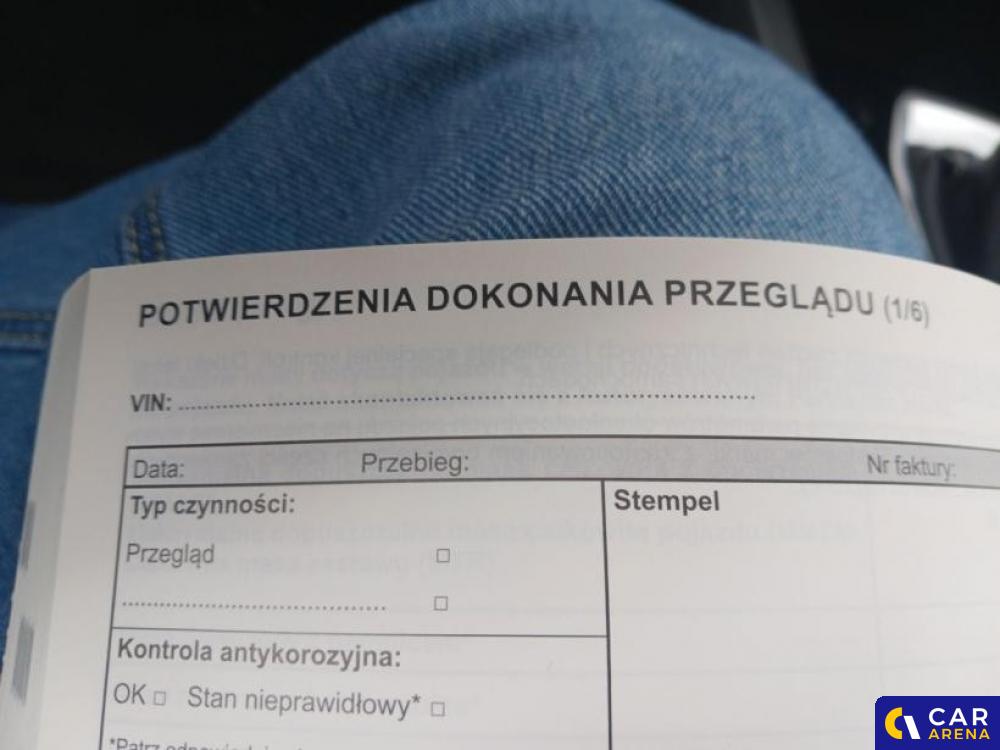 POTWIERDZENIA DOKONANIA PRZEGLĄDU (1/6)
VIN: ........................................................................
Data: Przebieg: Nr faktury:
Typ czynności: Stempel
Przegląd □
........................................ □
Kontrola antykorozyjna:
OK □ Stan nieprawidłowy* □
*Patrz
CAR
ARENA